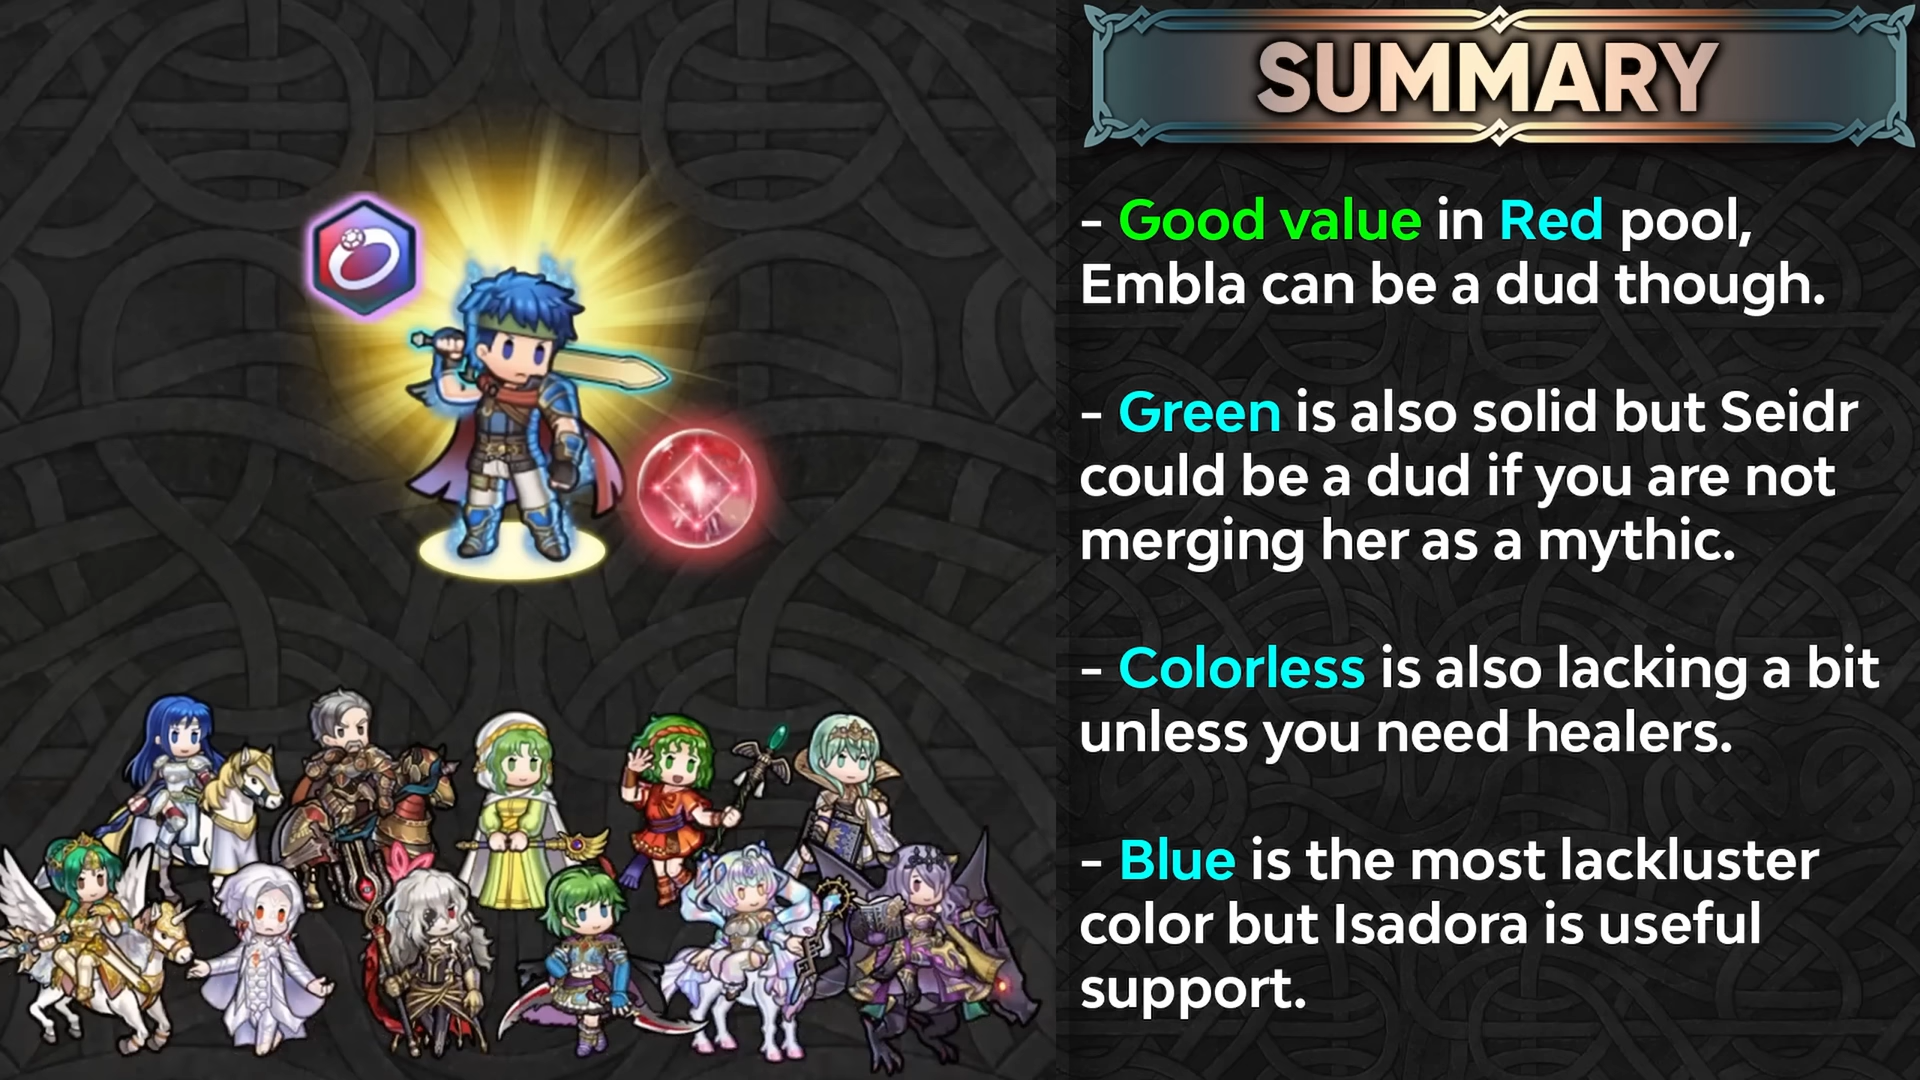 SUMMARY
- Good value in Red pool,
Embla can be a dud though.
- Green is also solid but Seidr
could be a dud if you are not
merging her as a mythic.
- Colorless is also lacking a bit
unless you need healers.
- Blue is the most lackluster
color but Isadora is useful
support.